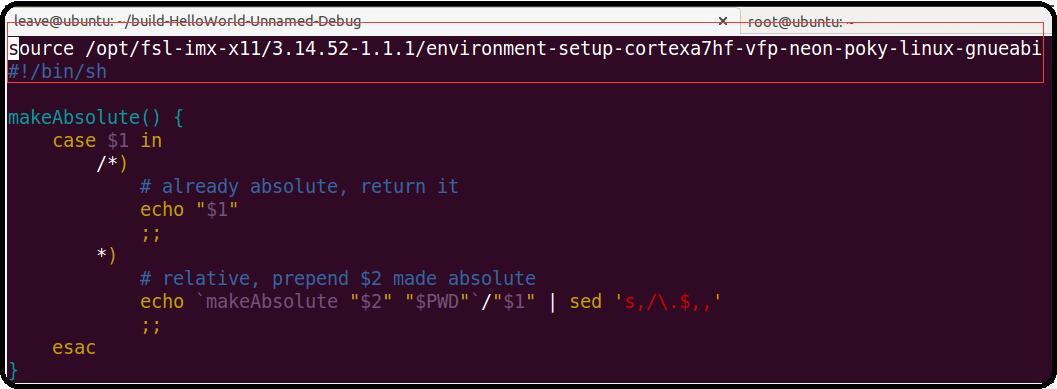 leave@ubuntu: ~/build-HelloWorld-Unnamed-Debug × root@ubuntu: ~
source /opt/fsl-imx-x11/3.14.52-1.1.1/environment-setup-cortexa7hf-vfp-neon-poky-linux-gnueabi
#!/bin/sh

makeAbsolute() {
    case $1 in
        /*)
            # already absolute, return it
            echo "$1"
            ;;
        *)
            # relative, prepend $2 made absolute
            echo `makeAbsolute "$2" "$PWD"`/"$1" | sed 's,/\.$,,'
            ;;
    esac
}